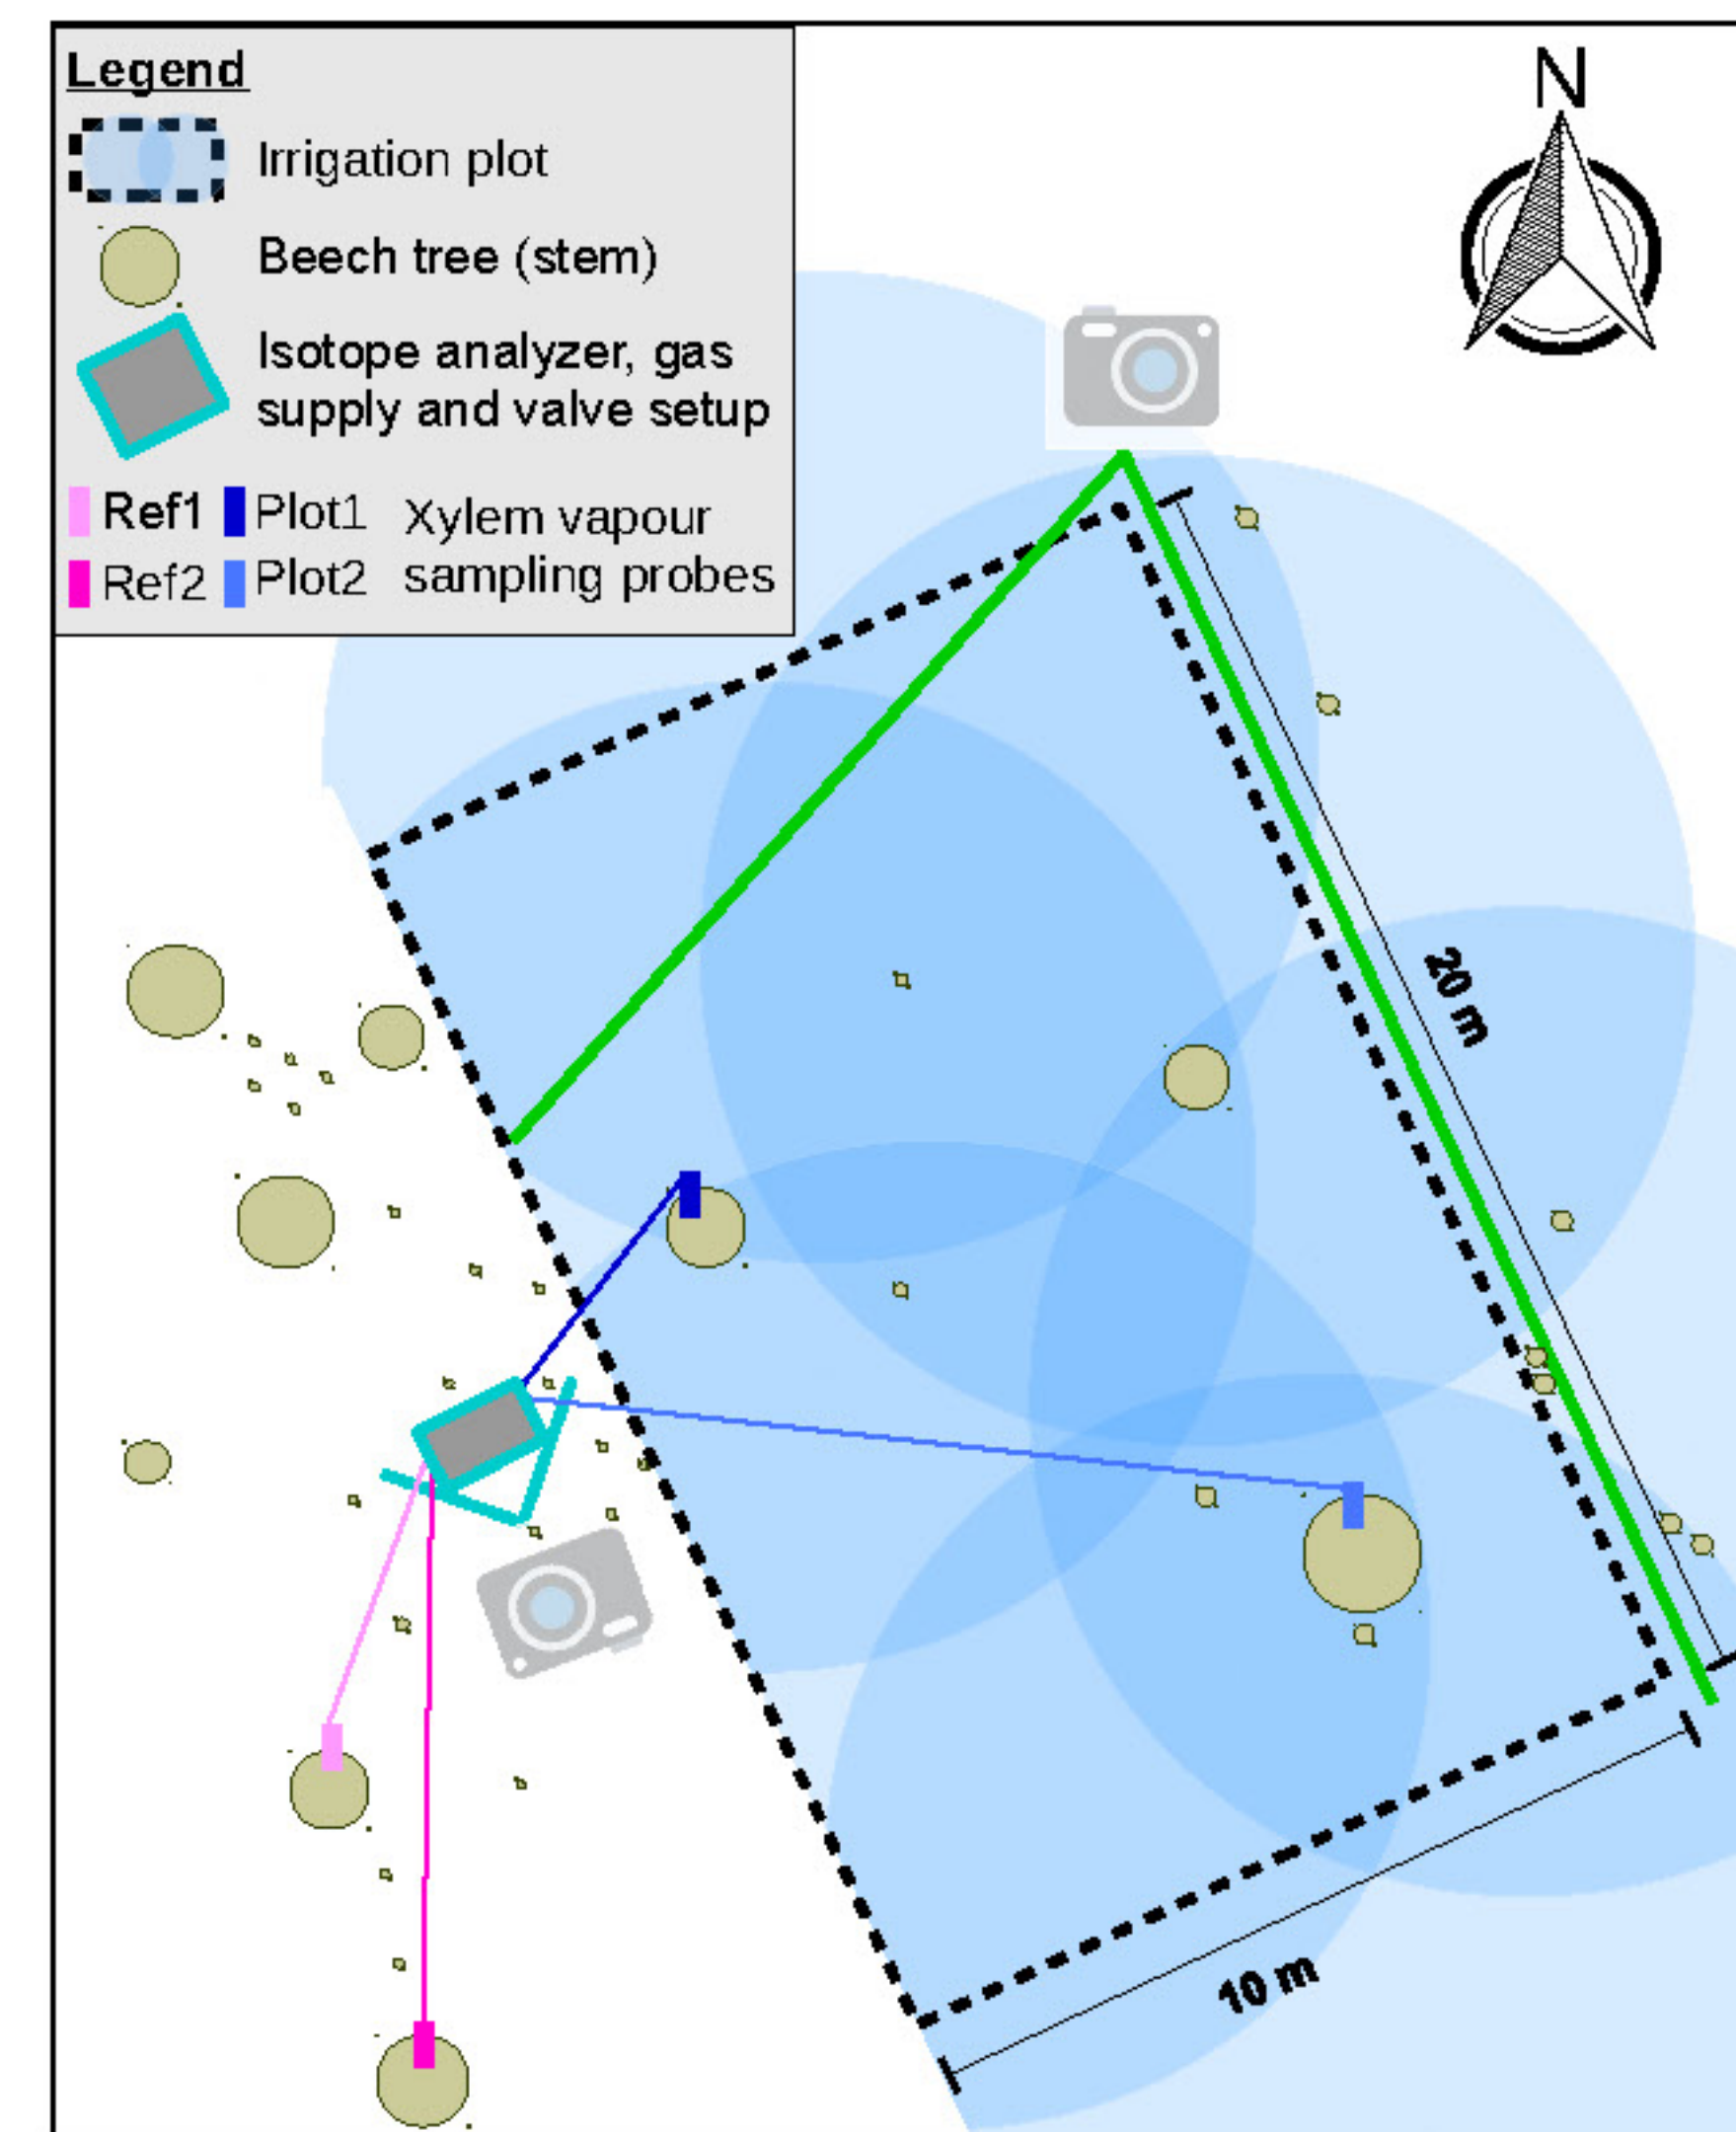 Legend
Irrigation plot
Beech tree (stem)
Isotope analyzer, gas
supply and valve setup
Ref1 Plot1 Xylem vapour
Ref2 Plot2 sampling probes
N
20 m
10 m